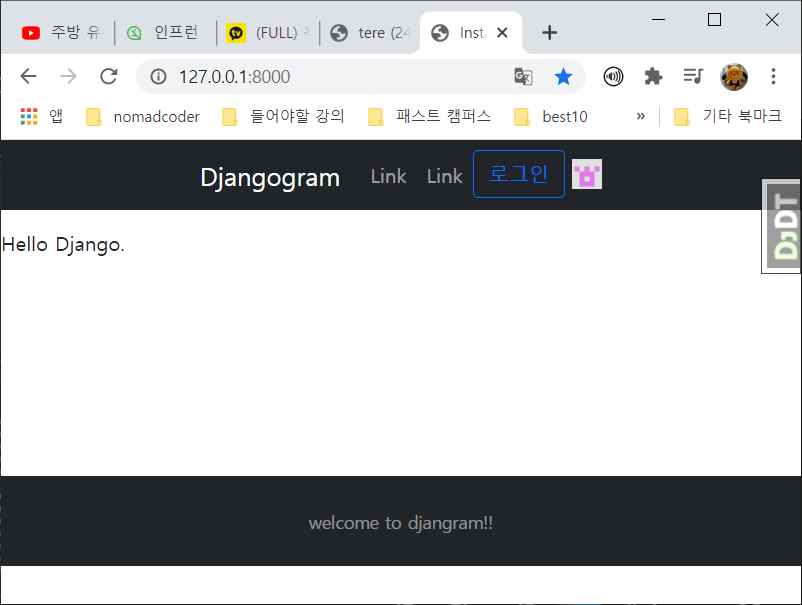 주방 유
인프런
(FULL)
tere (24
Inst
127.0.0.1:8000
앱
nomadcoder
들어야할 강의
패스트 캠퍼스
best10
»
기타 북마크
Djangogram
Link
Link
로그인
DJDT
Hello Django.
welcome to djangram!!